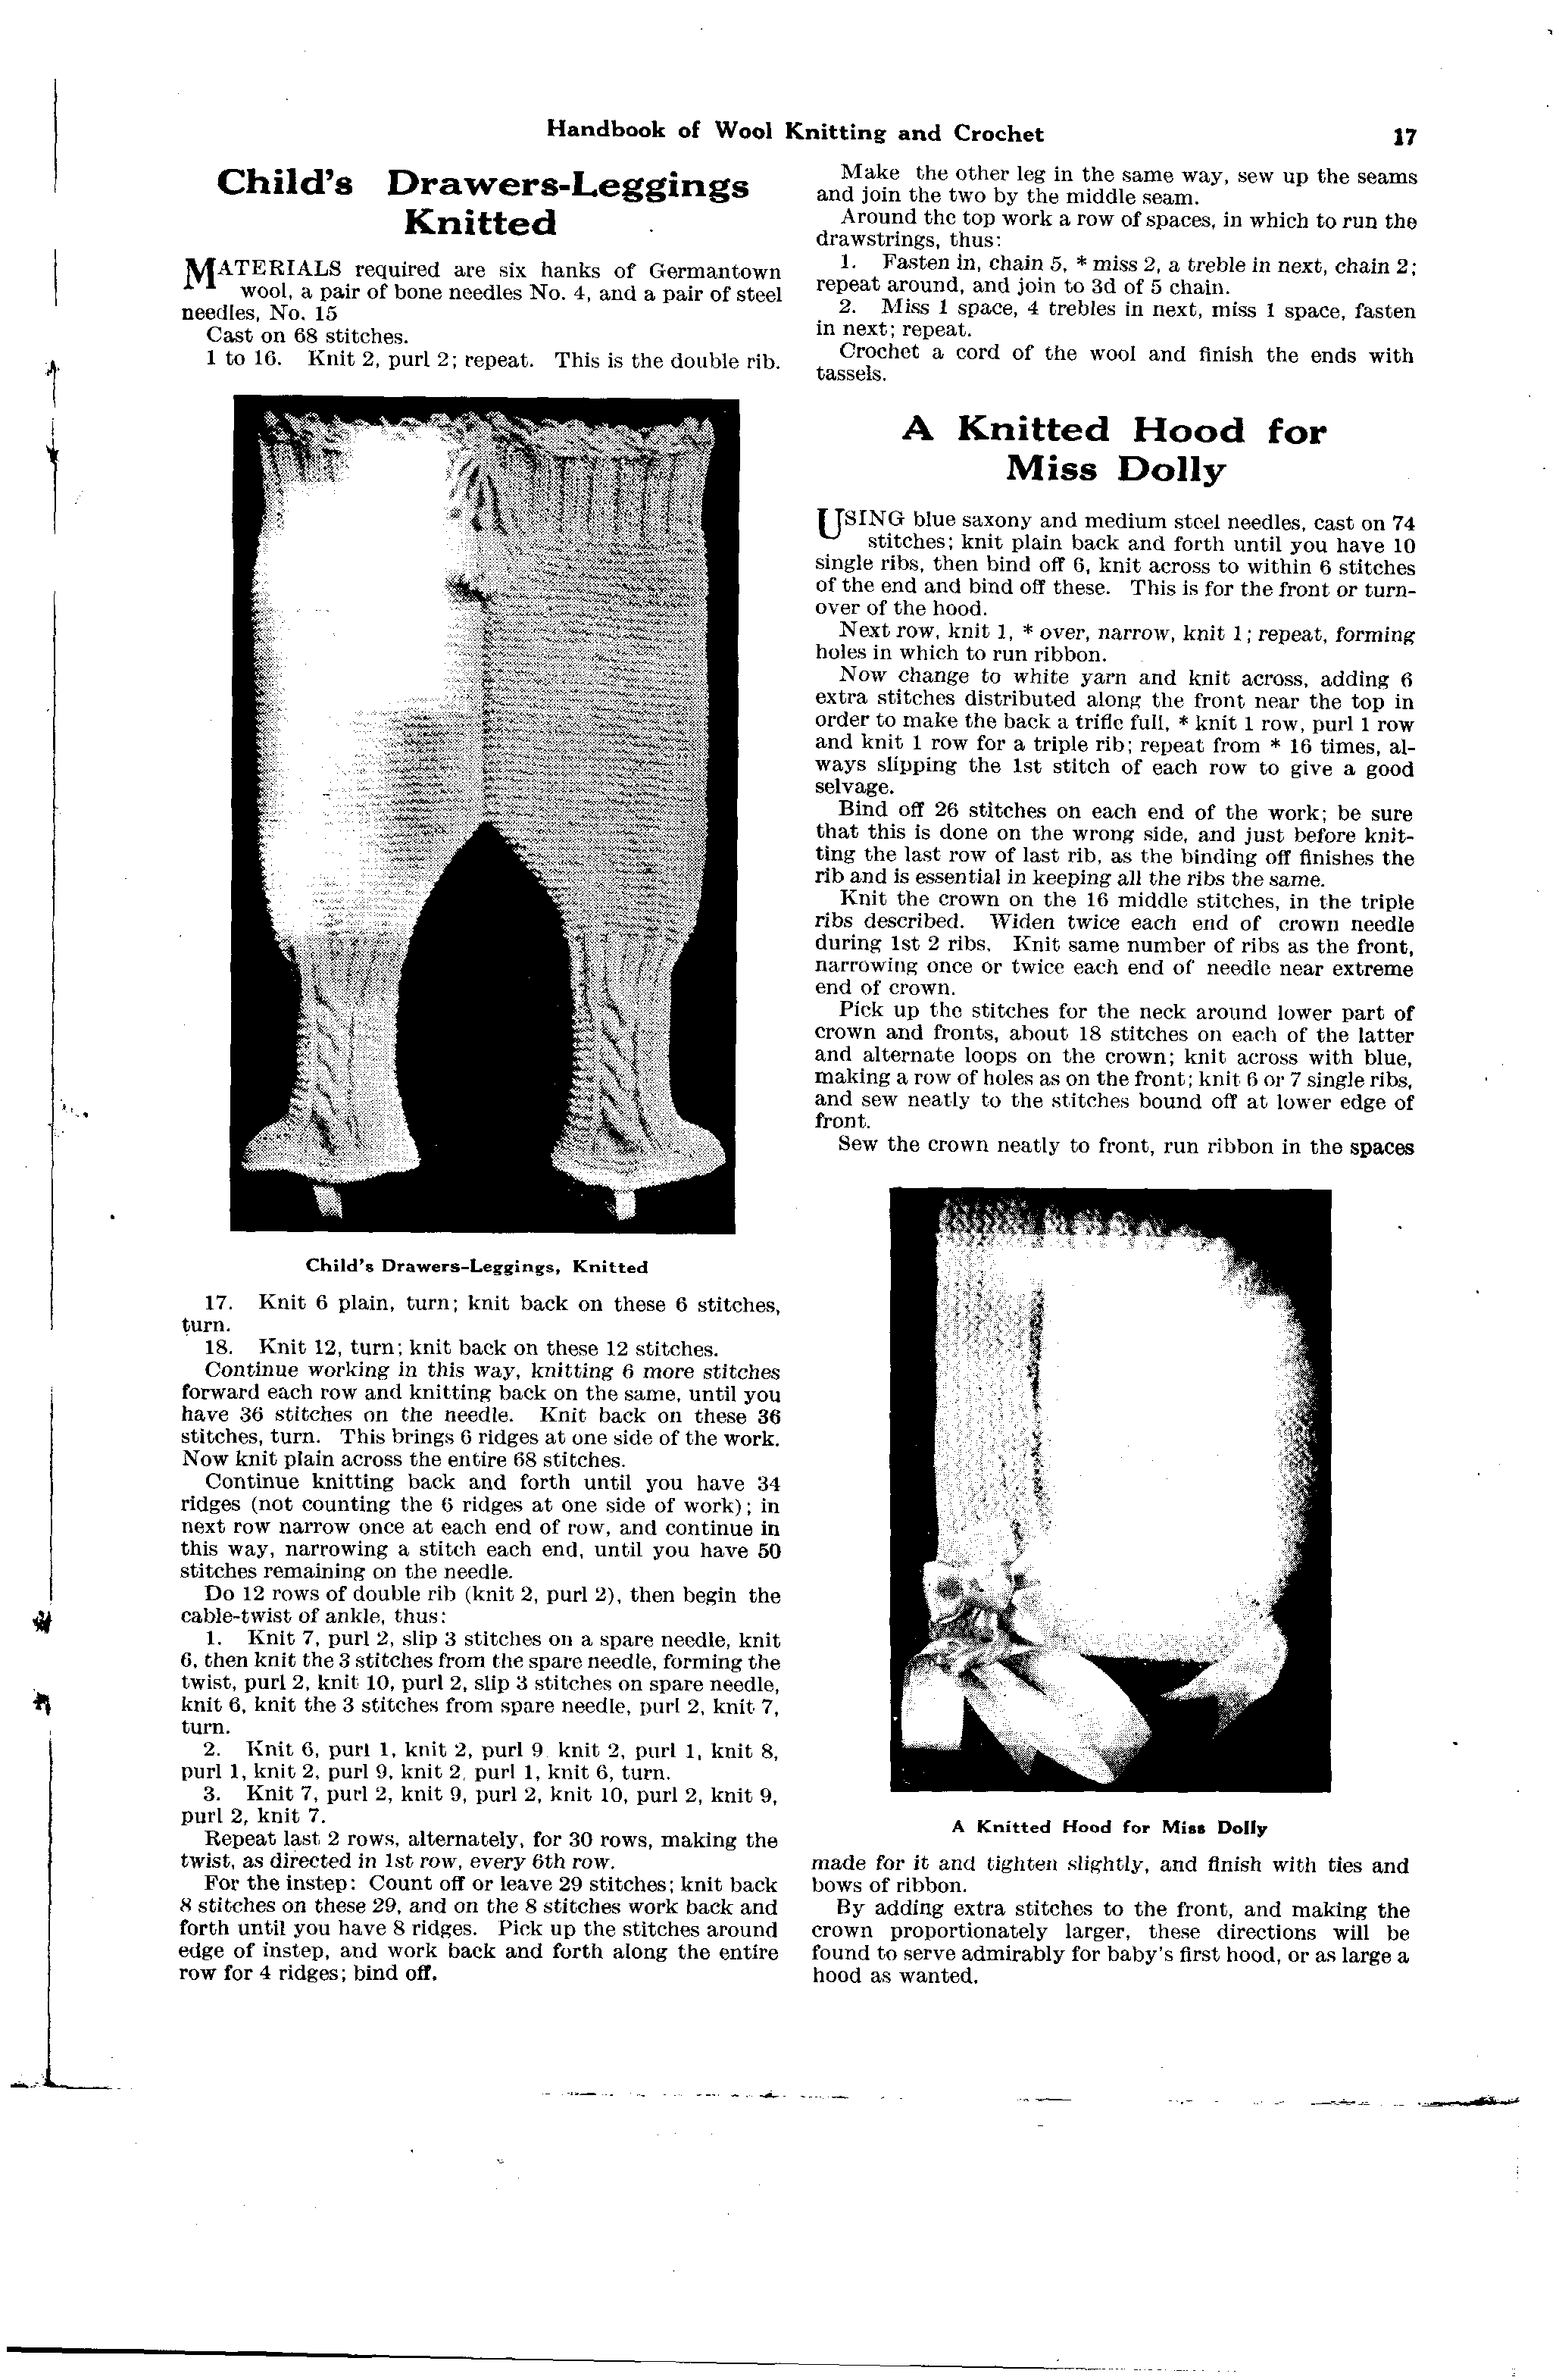 Handbook of Wool Knitting and Crochet 17
Child's Drawers-Leggings
Knitted
MATERIALS required are six hanks of Germantown
wool, a pair of bone needles No. 4, and a pair of steel
needles, No. 15
Cast on 68 stitches.
1 to 16. Knit 2, purl 2; repeat. This is the double rib.
Child's Drawers-Leggings, Knitted
17. Knit 6 plain, turn; knit back on these 6 stitches,
turn.
18. Knit 12, turn; knit back on these 12 stitches.
Continue working in this way, knitting 6 more stitches
forward each row and knitting back on the same, until you
have 36 stitches on the needle. Knit back on these 36
stitches, turn. This brings 6 ridges at one side of the work.
Now knit plain across the entire 68 stitches.
Continue knitting back and forth until you have 34
ridges (not counting the 6 ridges at one side of work); in
next row narrow once at each end of row, and continue in
this way, narrowing a stitch each end, until you have 50
stitches remaining on the needle.
Do 12 rows of double rib (knit 2, purl 2), then begin the
cable-twist of ankle, thus:
1. Knit 7, purl 2, slip 3 stitches on a spare needle, knit
6, then knit the 3 stitches from the spare needle, forming the
twist, purl 2, knit 10, purl 2, slip 3 stitches on spare needle,
knit 6, knit the 3 stitches from spare needle, purl 2, knit 7,
turn.
2. Knit 6, purl 1, knit 2, purl 9 knit 2, purl 1, knit 8,
purl 1, knit 2, purl 9, knit 2, purl 1, knit 6, turn.
3. Knit 7, purl 2, knit 9, purl 2, knit 10, purl 2, knit 9,
purl 2, knit 7.
Repeat last 2 rows, alternately, for 30 rows, making the
twist, as directed in 1st row, every 6th row.
For the instep: Count off or leave 29 stitches; knit back
8 stitches on these 29, and on the 8 stitches work back and
forth until you have 8 ridges. Pick up the stitches around
edge of instep, and work back and forth along the entire
row for 4 ridges; bind off.
Make the other leg in the same way, sew up the seams
and join the two by the middle seam.
Around the top work a row of spaces, in which to run the
drawstrings, thus:
1. Fasten in, chain 5, * miss 2, a treble in next, chain 2;
repeat around, and join to 3d of 5 chain.
2. Miss 1 space, 4 trebles in next, miss 1 space, fasten
in next; repeat.
Crochet a cord of the wool and finish the ends with
tassels.
A Knitted Hood for
Miss Dolly
USING blue saxony and medium steel needles, cast on 74
stitches; knit plain back and forth until you have 10
single ribs, then bind off 6, knit across to within 6 stitches
of the end and bind off these. This is for the front or turn-
over of the hood.
Next row, knit 1, * over, narrow, knit 1; repeat, forming
holes in which to run ribbon.
Now change to white yarn and knit across, adding 6
extra stitches distributed along the front near the top in
order to make the back a trifle full, * knit 1 row, purl 1 row
and knit 1 row for a triple rib; repeat from * 16 times, al-
ways slipping the 1st stitch of each row to give a good
selvage.
Bind off 26 stitches on each end of the work; be sure
that this is done on the wrong side, and just before knit-
ting the last row of last rib, as the binding off finishes the
rib and is essential in keeping all the ribs the same.
Knit the crown on the 16 middle stitches, in the triple
ribs described. Widen twice each end of crown needle
during 1st 2 ribs. Knit same number of ribs as the front,
narrowing once or twice each end of needle near extreme
end of crown.
Pick up the stitches for the neck around lower part of
crown and fronts, about 18 stitches on each of the latter
and alternate loops on the crown; knit across with blue,
making a row of holes as on the front; knit 6 or 7 single ribs,
and sew neatly to the stitches bound off at lower edge of
front.
Sew the crown neatly to front, run ribbon in the spaces
A Knitted Hood for Miss Dolly
made for it and tighten slightly, and finish with ties and
bows of ribbon.
By adding extra stitches to the front, and making the
crown proportionately larger, these directions will be
found to serve admirably for baby's first hood, or as large a
hood as wanted.